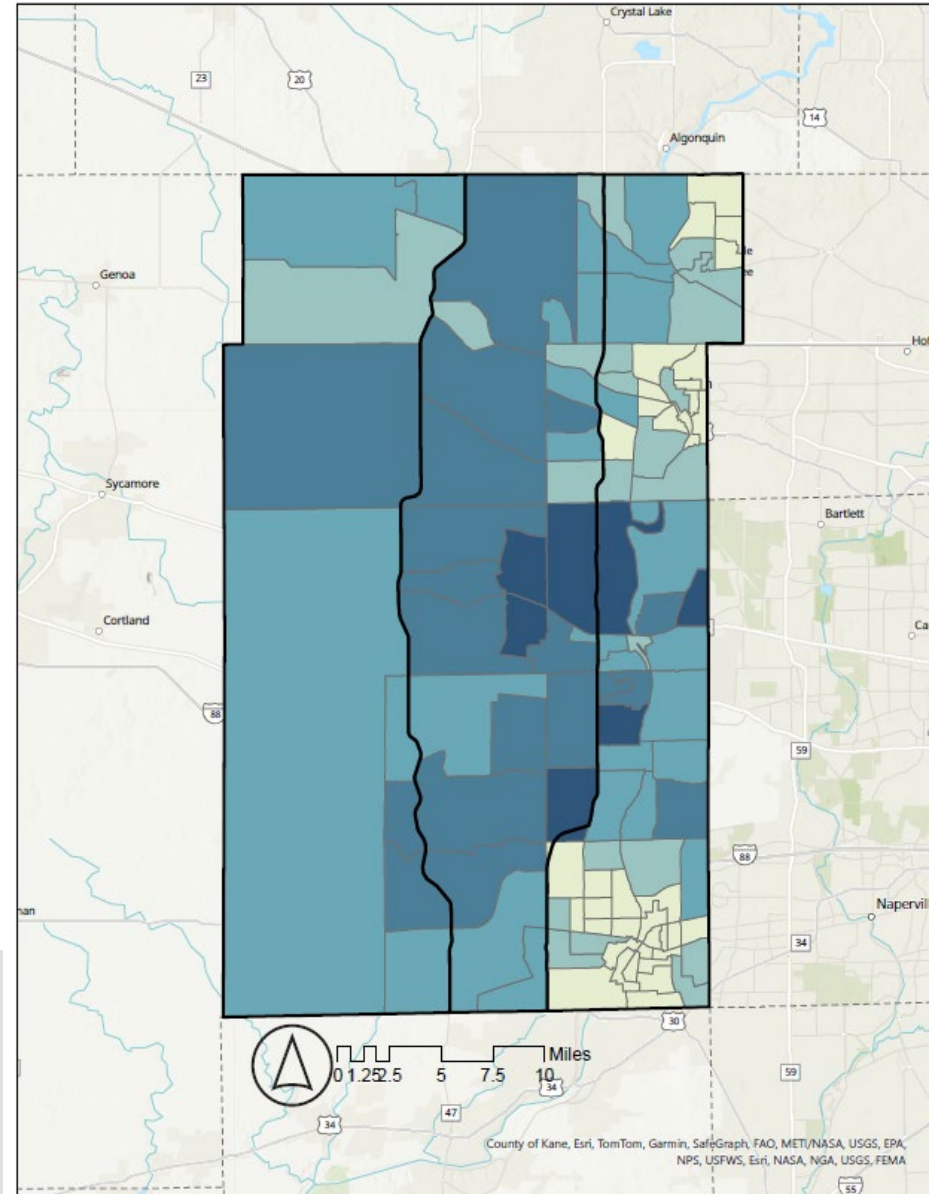 Crystal Lake
23
20
14
Algonquin
Genoa
Sycamore
Bartlett
Cortland
88
59
88
Napervill
34
30
Miles
0 1.25 2.5 5 7.5 10
34
59
47
34
County of Kane, Esri, TomTom, Garmin, SafeGraph, FAO, METI/NASA, USGS, EPA,
NPS, USFWS, Esri, NASA, NGA, USGS, FEMA
55